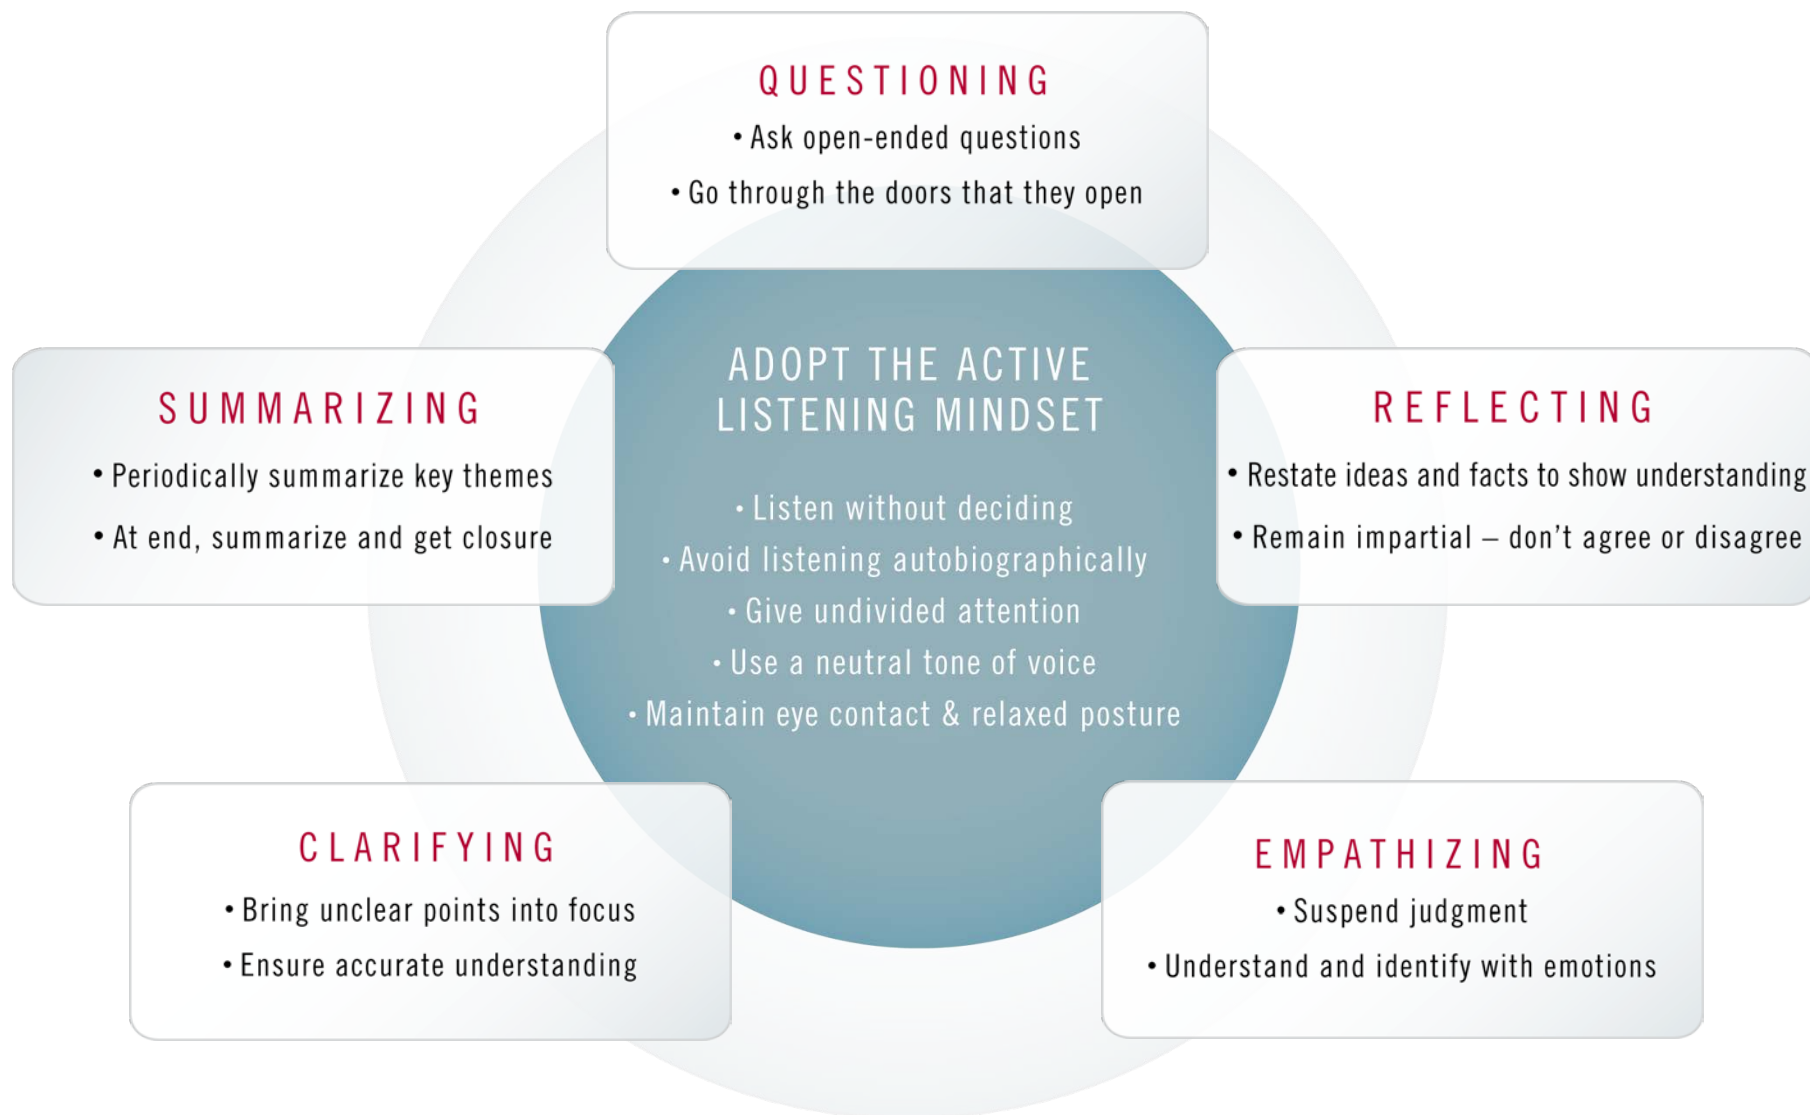 QUESTIONING
• Ask open-ended questions
• Go through the doors that they open
ADOPT THE ACTIVE
LISTENING MINDSET
• Listen without deciding
• Avoid listening autobiographically
• Give undivided attention
• Use a neutral tone of voice
• Maintain eye contact & relaxed posture
SUMMARIZING
• Periodically summarize key themes
• At end, summarize and get closure
REFLECTING
• Restate ideas and facts to show understanding
• Remain impartial – don't agree or disagree
CLARIFYING
• Bring unclear points into focus
• Ensure accurate understanding
EMPATHIZING
• Suspend judgment
• Understand and identify with emotions